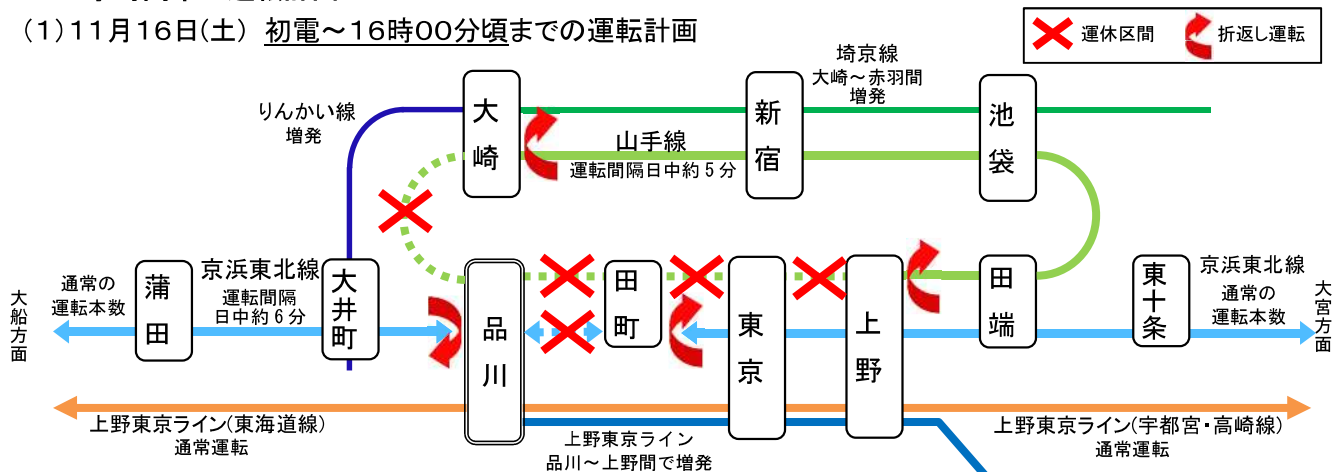 (1)11月16日(土) 初電～16時00分頃までの運転計画
運休区間
折返し運転
埼京線
大崎～赤羽間
増発
りんかい線
増発
大崎
新宿
池袋
山手線
運転間隔日中約5分
大船方面
通常の
運転本数
蒲田
京浜東北線
運転間隔
日中約6分
大井町
品川
田町
東京
上野
田端
東十条
京浜東北線
通常の
運転本数
大宮方面
上野東京ライン(東海道線)
通常運転
上野東京ライン
品川～上野間で増発
上野東京ライン(宇都宮・高崎線)
通常運転